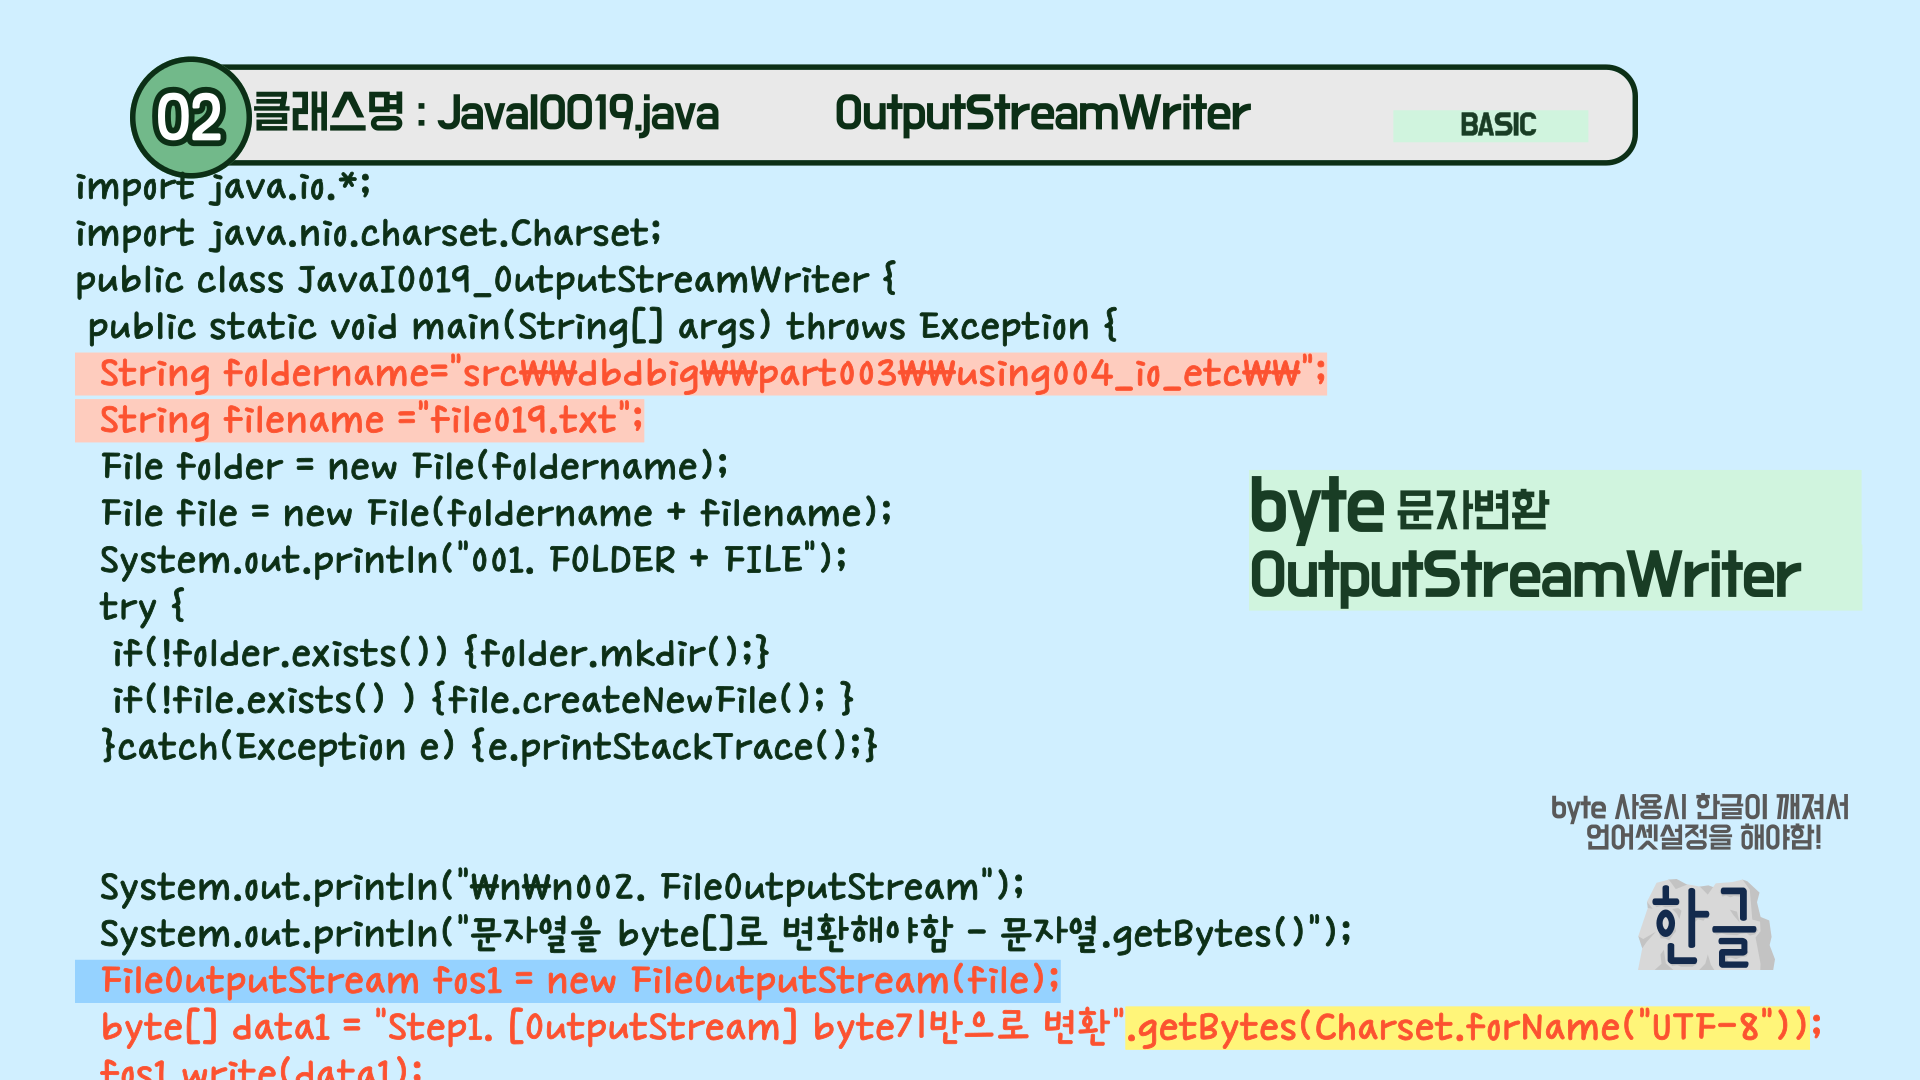 02
클래스명 : JavaIO019.java OutputStreamWriter BASIC
import java.io.*;
import java.nio.charset.Charset;
public class JavaIO019_OutputStreamWriter {
public static void main(String[] args) throws Exception {
String foldername="src₩₩dbdbig₩₩part003₩₩using004_io_etc₩₩";
String filename ="file019.txt";
File folder = new File(foldername);
File file = new File(foldername + filename);
System.out.println("001. FOLDER + FILE");
try {
if(!folder.exists()) {folder.mkdir();}
if(!file.exists() ) {file.createNewFile(); }
}catch(Exception e) {e.printStackTrace();}
byte 문자변환
OutputStreamWriter
byte 사용시 한글이 깨져서
언어셋설정을 해야함!
한글
System.out.println("₩n₩n002. FileOutputStream");
System.out.println("문자열을 byte[]로 변환해야함 - 문자열.getBytes()");
FileOutputStream fos1 = new FileOutputStream(file);
byte[] data1 = "Step1. [OutputStream] byte기반으로 변환".getBytes(Charset.forName("UTF-8"));
fos1.write(data1);